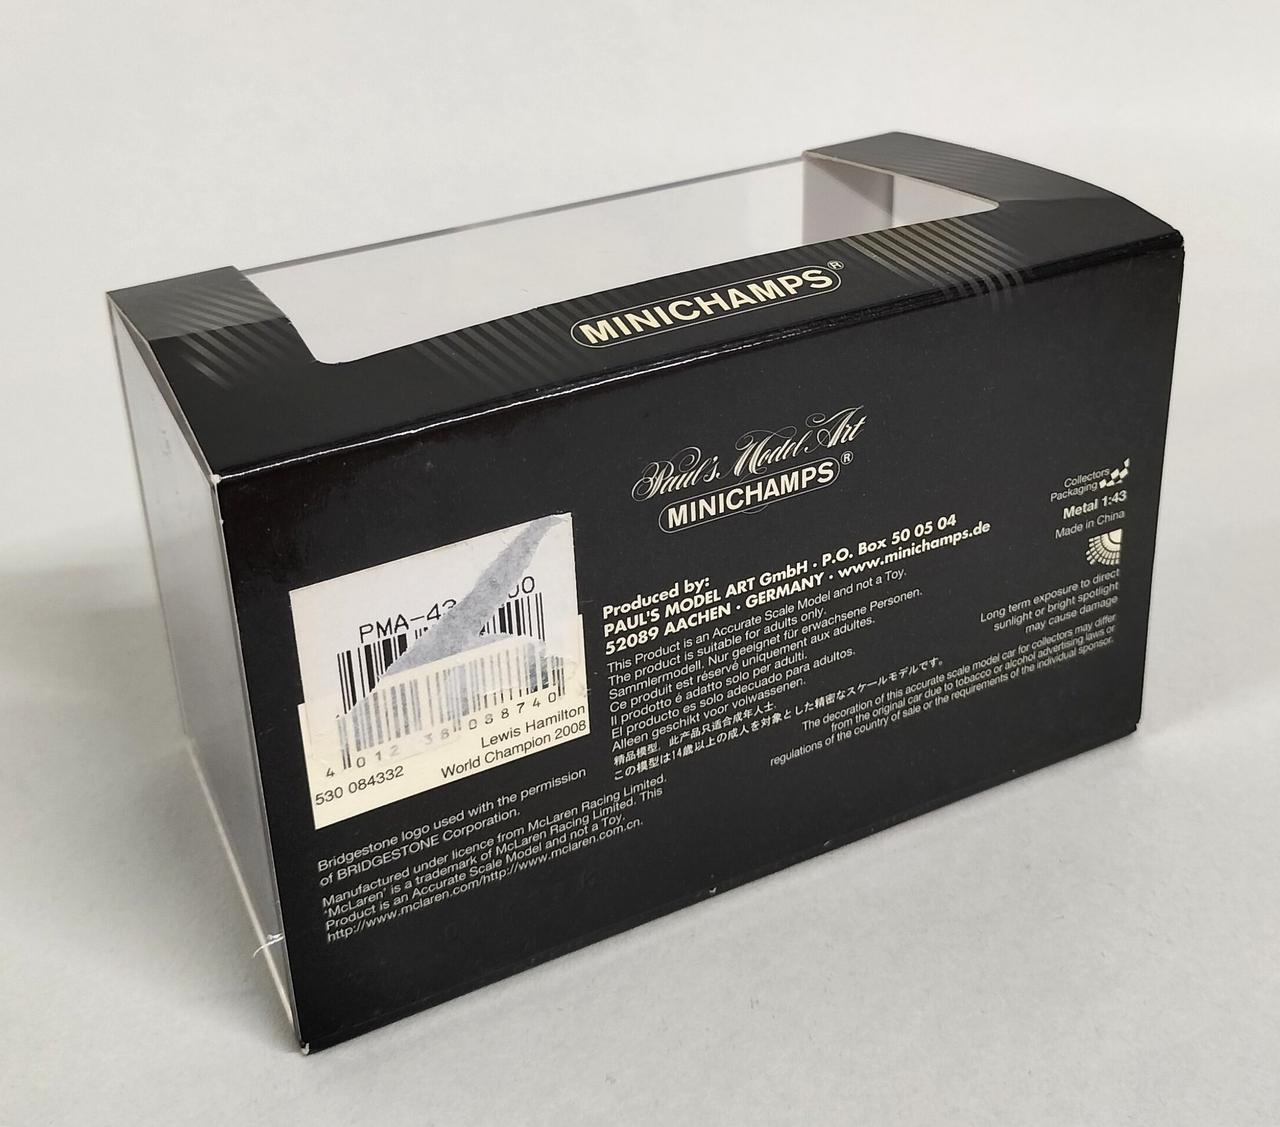 MINICHAMPS®
Paul's Model Art
MINICHAMPS®
Collectors
Packaging
Metal 1:43
Made in China
Long term exposure to direct
sunlight or bright spotlight
may cause damage
Produced by:
PAUL'S MODEL ART GmbH · P.O. Box 50 05 04
52089 AACHEN · GERMANY · www.minichamps.de
This Product is an Accurate Scale Model and not a Toy.
The product is suitable for adults only.
Sammlermodell. Nur geeignet für erwachsene Personen.
Ce produit est réservé uniquement aux adultes.
Il prodotto é adatto solo per adulti.
El producto es solo adecuado para adultos.
Alleen geschikt voor volwassenen.
精品模型，此产品只适合成年人士
この模型は14歳以上の成人を対象とした精密なスケールモデルです。
The decoration of this accurate scale model car for collectors may differ
from the original car due to tobacco or alcohol advertising laws or
regulations of the country of sale or the requirements of the individual sponsor.
PMA-43
00
4 012 38 088740
Lewis Hamilton
530 084332 World Champion 2008
Bridgestone logo used with the permission
of BRIDGESTONE Corporation.
Manufactured under licence from McLaren Racing Limited.
'McLaren' is a trademark of McLaren Racing Limited. This
Product is an Accurate Scale Model and not a Toy.
http://www.mclaren.com/http://www.mclaren.com.cn.